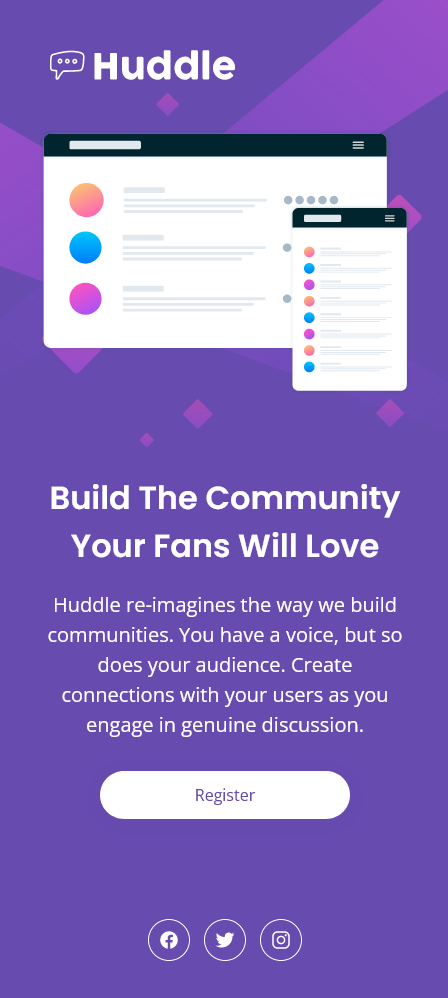 Huddle
Build The Community
Your Fans Will Love
Huddle re-imagines the way we build
communities. You have a voice, but so
does your audience. Create
connections with your users as you
engage in genuine discussion.
Register